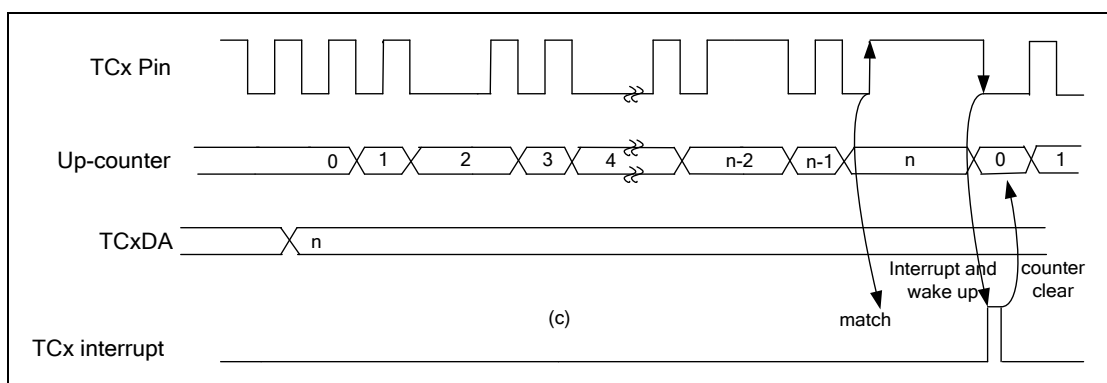 TCx Pin
Up-counter
0 1 2 3 4 n-2 n-1 n 0 1
TCxDA
n
Interrupt and
wake up
counter
clear
(c)
match
TCx interrupt